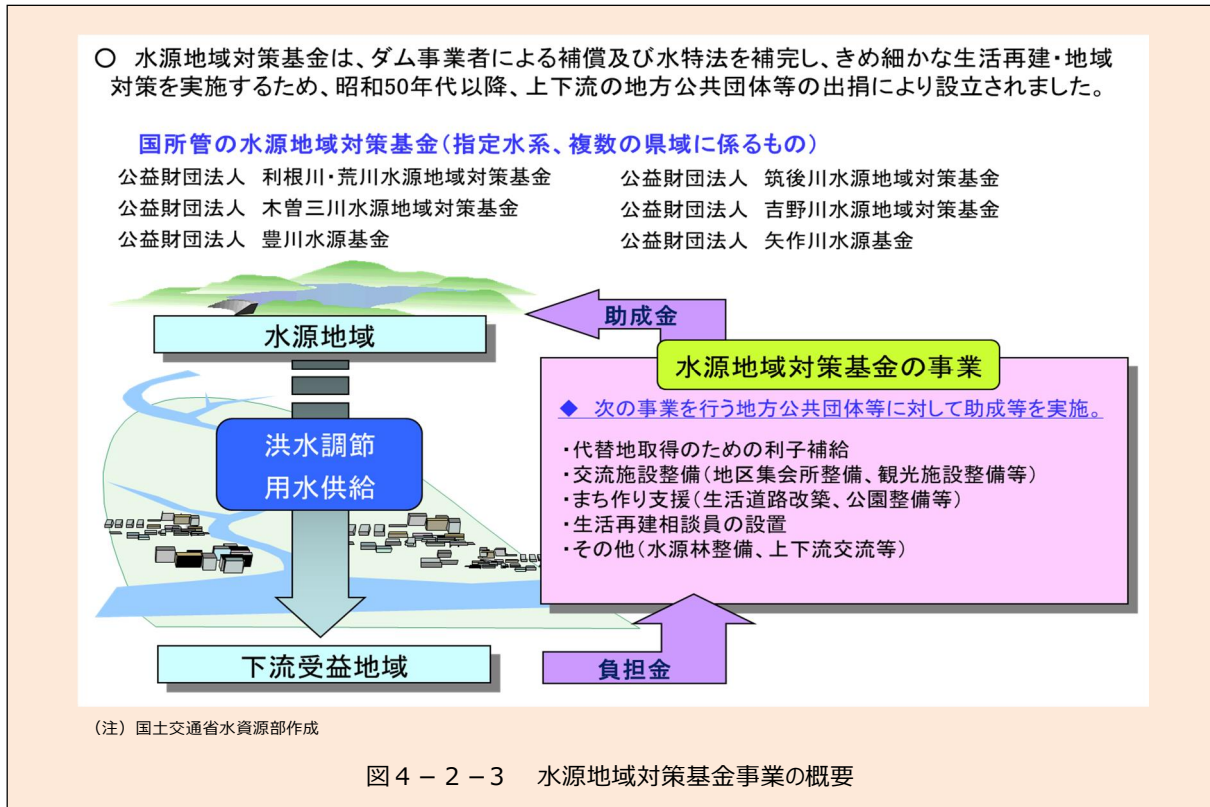 ○ 水源地域対策基金は、ダム事業者による補償及び水特法を補完し、きめ細かな生活再建・地域
対策を実施するため、昭和50年代以降、上下流の地方公共団体等の出捐により設立されました。
国所管の水源地域対策基金（指定水系、複数の県域に係るもの）
公益財団法人 利根川・荒川水源地域対策基金
公益財団法人 木曽三川水源地域対策基金
公益財団法人 豊川水源基金
公益財団法人 筑後川水源地域対策基金
公益財団法人 吉野川水源地域対策基金
公益財団法人 矢作川水源基金
助成金
水源地域
水源地域対策基金の事業
◆ 次の事業を行う地方公共団体等に対して助成等を実施。
・代替地取得のための利子補給
・交流施設整備（地区集会所整備、観光施設整備等）
・まち作り支援（生活道路改築、公園整備等）
・生活再建相談員の設置
・その他（水源林整備、上下流交流等）
洪水調節
用水供給
下流受益地域
負担金
（注）国土交通省水資源部作成
図４－２－３ 水源地域対策基金事業の概要